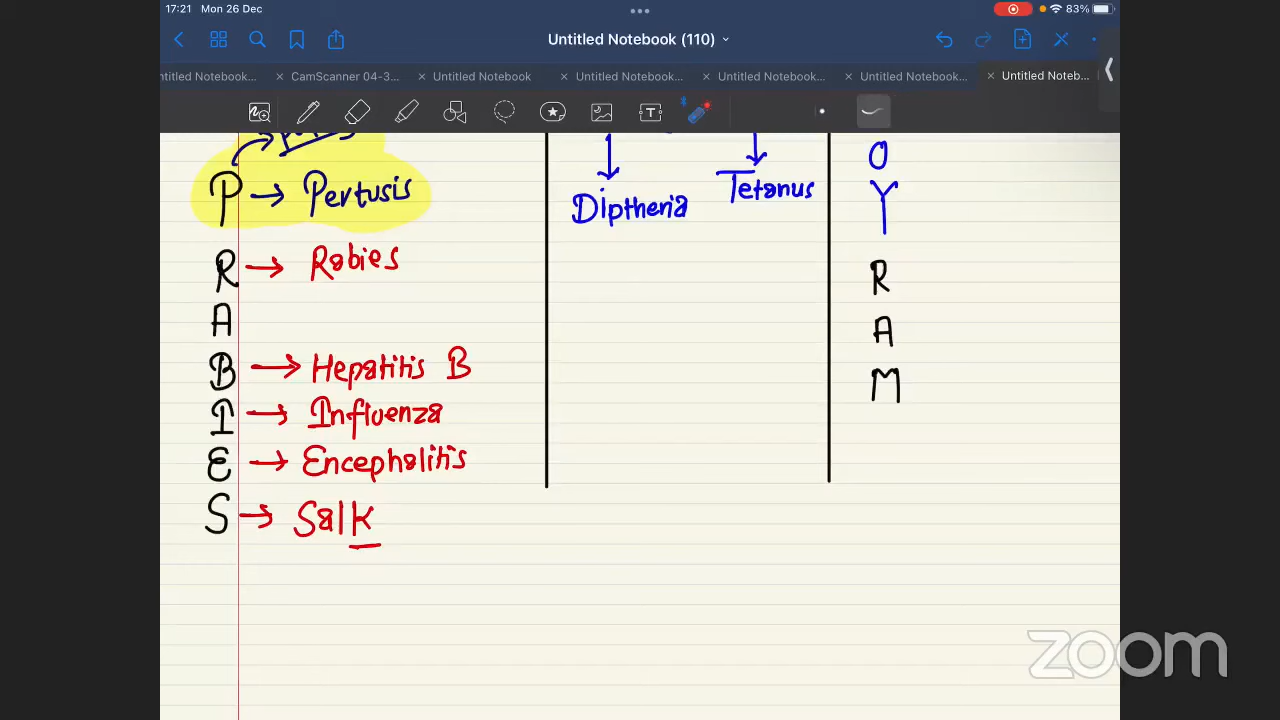 17:21 Mon 26 Dec
83%
Untitled Notebook (110)
ntitled Notebook...
CamScanner 04-3...
Untitled Notebook
Untitled Notebook...
Untitled Notebook...
Untitled Notebook...
Untitled Noteb...
P → Pertusis
Diptheria
Tetanus
O
Y
R → Rabies
R
A
A
B → Hepatitis B
M
I → Influenza
E → Encephalitis
S → Salk
zoom